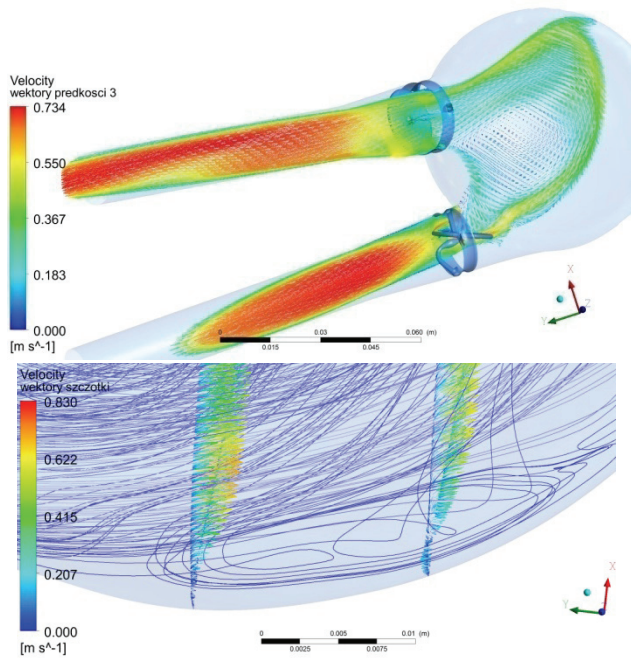 Velocity
wektory predkosci 3
0.734
0.550
0.367
0.183
0.000
[m s^-1]
0 0.03 0.060 (m)
0.015 0.045
X
Y
Z
Velocity
wektory szczotki
0.830
0.622
0.415
0.207
0.000
[m s^-1]
0 0.005 0.01 (m)
0.0025 0.0075
X
Y